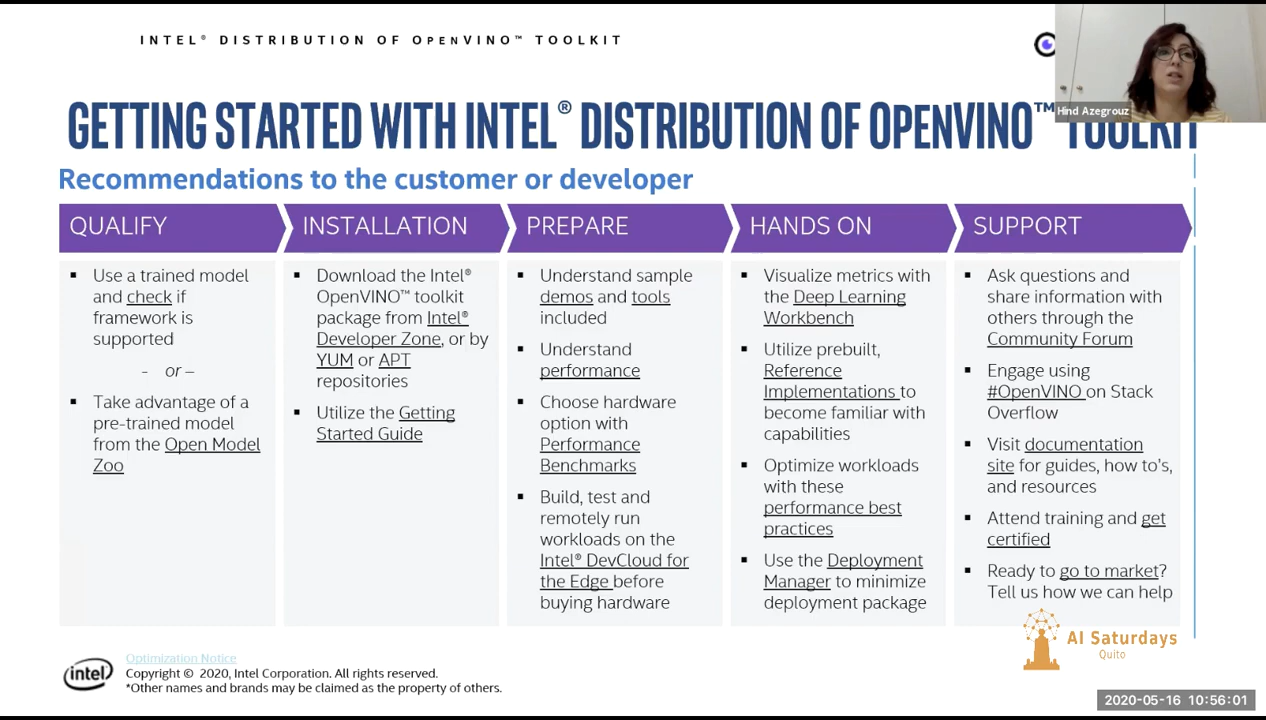 INTEL® DISTRIBUTION OF OPENVINO™ TOOLKIT
Hind Azegrouz
GETTING STARTED WITH INTEL® DISTRIBUTION OF OPENVINO™ TOOLKIT
Recommendations to the customer or developer
QUALIFY
▪ Use a trained model
and check if
framework is
supported
- or –
▪ Take advantage of a
pre-trained model
from the Open Model
Zoo
INSTALLATION
▪ Download the Intel®
OpenVINO™ toolkit
package from Intel®
Developer Zone, or by
YUM or APT
repositories
▪ Utilize the Getting
Started Guide
PREPARE
▪ Understand sample
demos and tools
included
▪ Understand
performance
▪ Choose hardware
option with
Performance
Benchmarks
▪ Build, test and
remotely run
workloads on the
Intel® DevCloud for
the Edge before
buying hardware
HANDS ON
▪ Visualize metrics with
the Deep Learning
Workbench
▪ Utilize prebuilt,
Reference
Implementations to
become familiar with
capabilities
▪ Optimize workloads
with these
performance best
practices
▪ Use the Deployment
Manager to minimize
deployment package
SUPPORT
▪ Ask questions and
share information with
others through the
Community Forum
▪ Engage using
#OpenVINO on Stack
Overflow
▪ Visit documentation
site for guides, how to's,
and resources
▪ Attend training and get
certified
▪ Ready to go to market?
Tell us how we can help
AI Saturdays
Quito
intel
Optimization Notice
Copyright © 2020, Intel Corporation. All rights reserved.
*Other names and brands may be claimed as the property of others.
2020-05-16 10:56:01